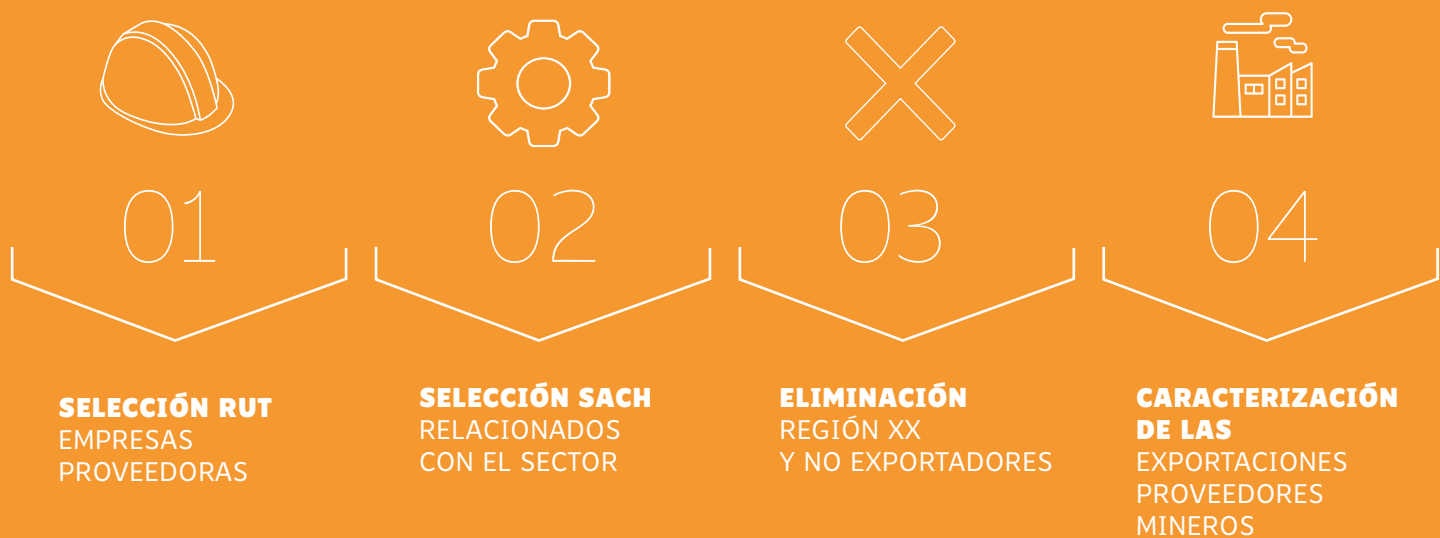 01
SELECCIÓN RUT
EMPRESAS
PROVEEDORAS
02
SELECCIÓN SACH
RELACIONADOS
CON EL SECTOR
03
ELIMINACIÓN
REGIÓN XX
Y NO EXPORTADORES
04
CARACTERIZACIÓN
DE LAS
EXPORTACIONES
PROVEEDORES
MINEROS